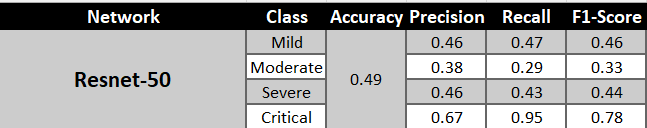 Network Class Accuracy Precision Recall F1-Score
Resnet-50 Mild 0.49 0.46 0.47 0.46
Moderate 0.38 0.29 0.33
Severe 0.46 0.43 0.44
Critical 0.67 0.95 0.78